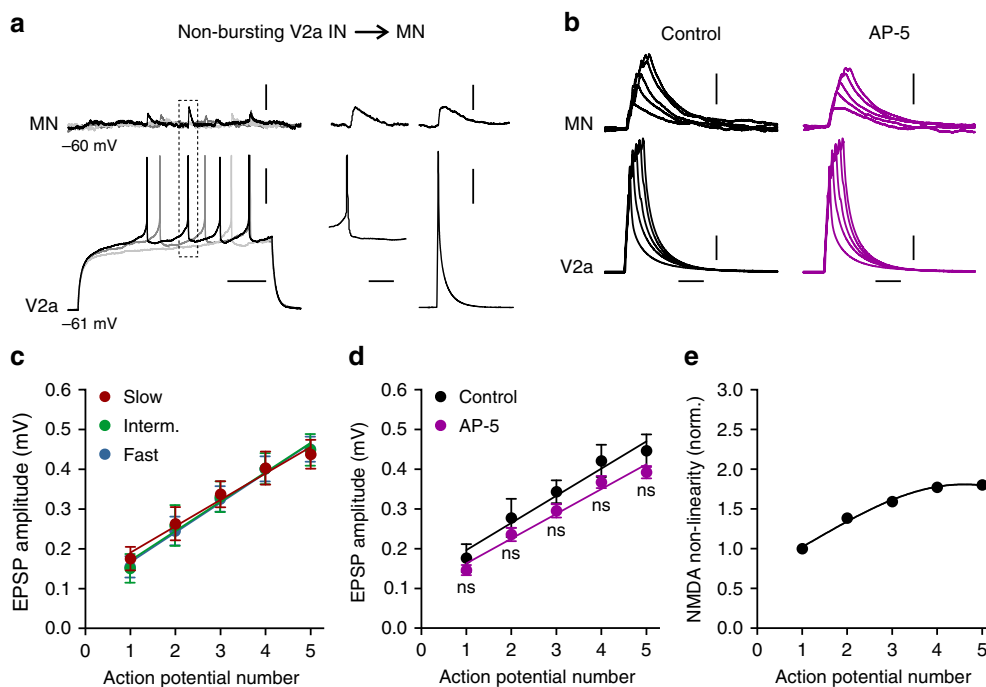 a
Non-bursting V2a IN → MN
MN
–60 mV
V2a
–61 mV
b
Control
AP-5
MN
V2a
c
EPSP amplitude (mV)
0.6
0.5
0.4
0.3
0.2
0.1
0.0
Slow
Interm.
Fast
0 1 2 3 4 5
Action potential number
d
EPSP amplitude (mV)
0.6
0.5
0.4
0.3
0.2
0.1
0.0
Control
AP-5
ns
ns
ns
ns
ns
0 1 2 3 4 5
Action potential number
e
NMDA non-linearity (norm.)
3.0
2.5
2.0
1.5
1.0
0.5
0.0
0 1 2 3 4 5
Action potential number